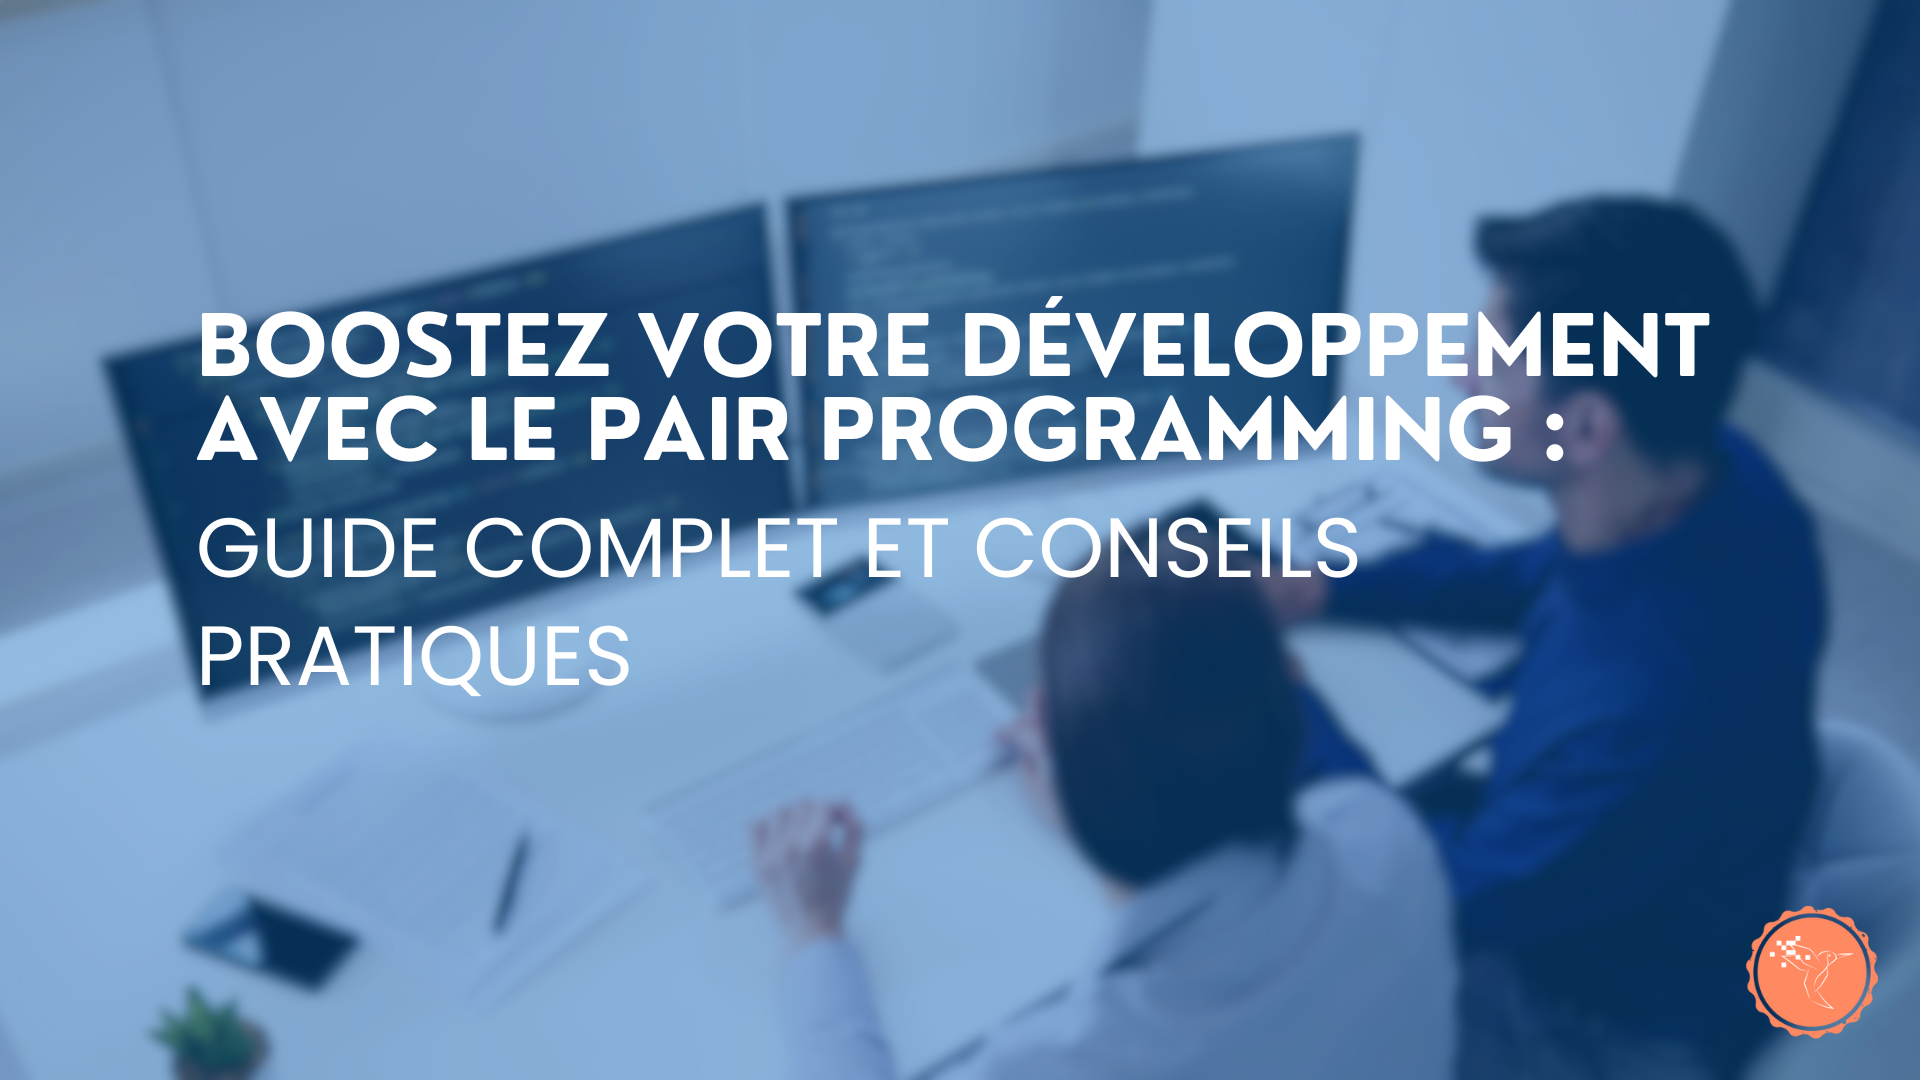 BOOSTEZ VOTRE DÉVELOPPEMENT
AVEC LE PAIR PROGRAMMING :
GUIDE COMPLET ET CONSEILS
PRATIQUES